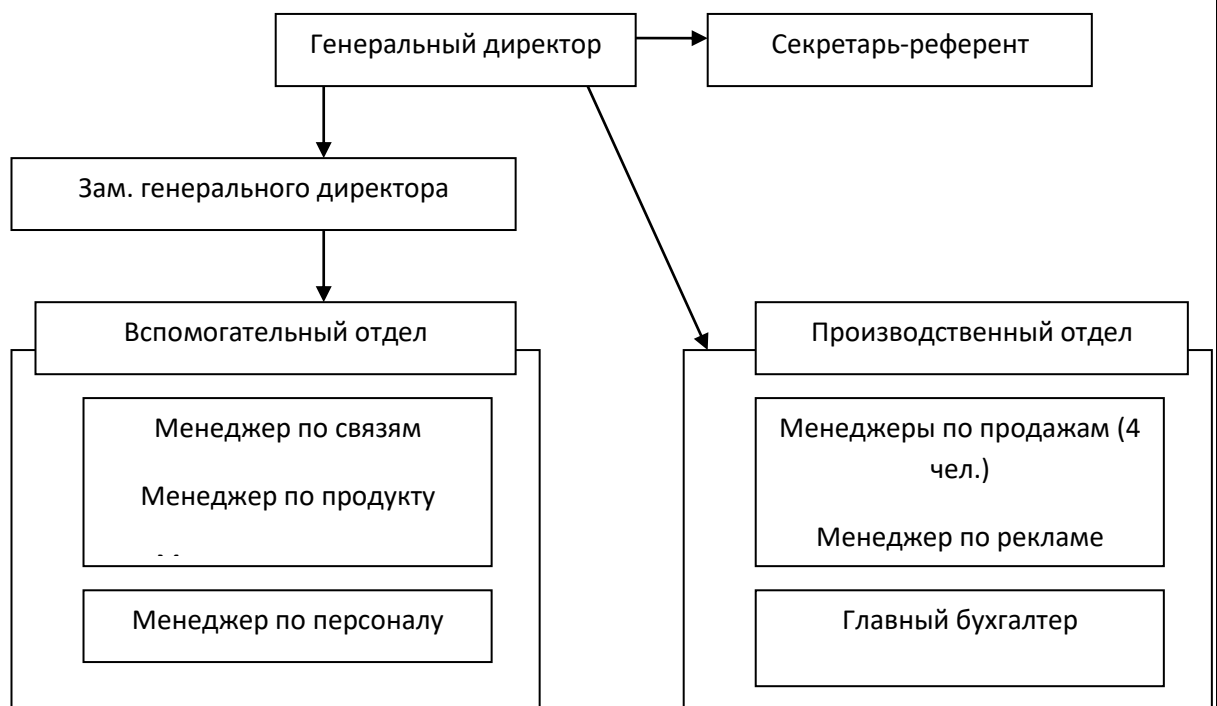 Генеральный директор
Секретарь-референт
Зам. генерального директора
Вспомогательный отдел
Менеджер по связям
Менеджер по продукту
Менеджер по персоналу
Производственный отдел
Менеджеры по продажам (4
чел.)
Менеджер по рекламе
Главный бухгалтер